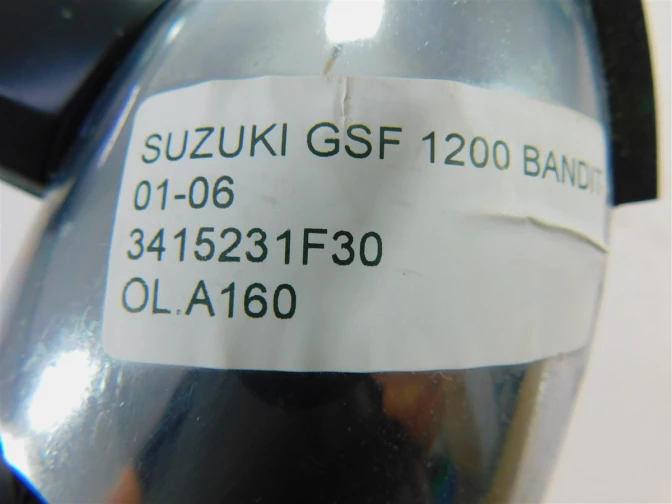 SUZUKI GSF 1200 BANDIT
01-06
3415231F30
OL.A160